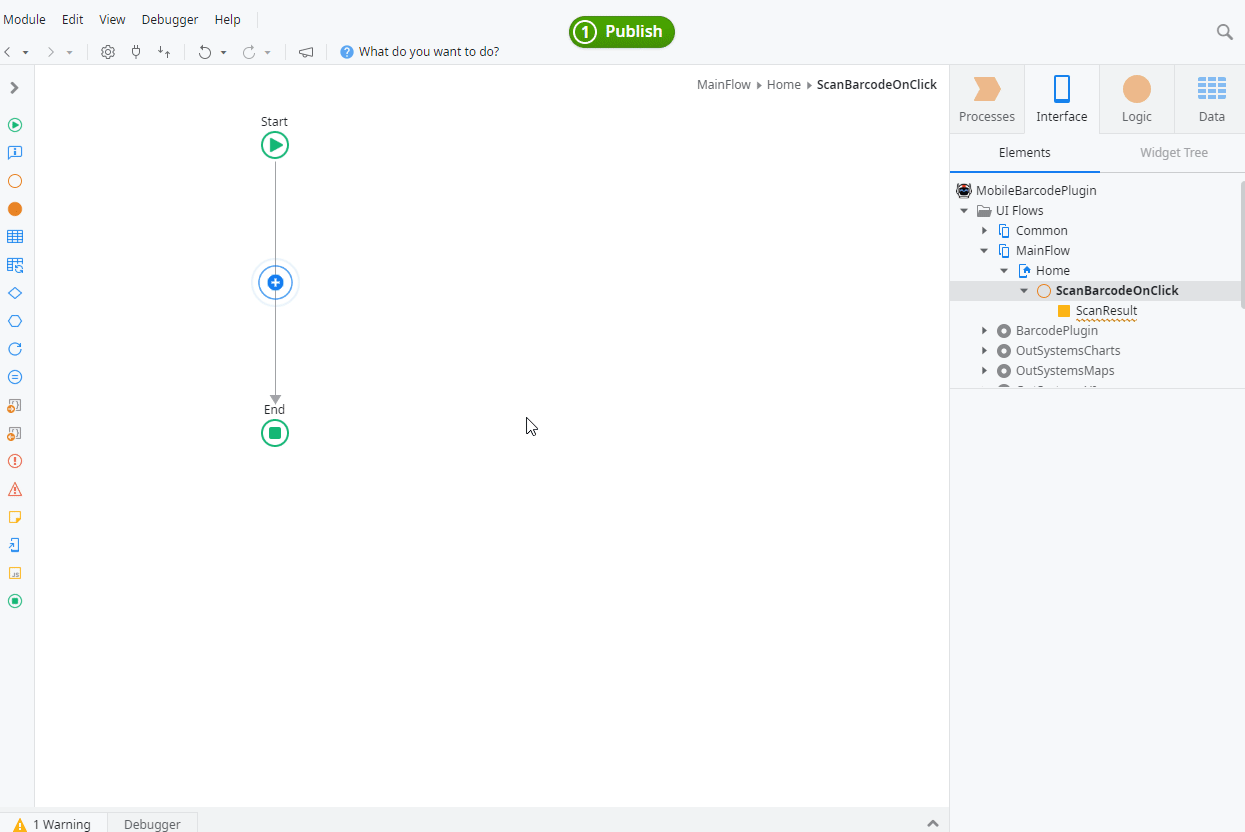 Module Edit View Debugger Help
1 Publish
? What do you want to do?
MainFlow Home ScanBarcodeOnClick
Start
End
Processes Interface Logic Data
Elements Widget Tree
MobileBarcodePlugin
UI Flows
Common
MainFlow
Home
ScanBarcodeOnClick
ScanResult
BarcodePlugin
OutSystemsCharts
OutSystemsMaps
JS
1 Warning Debugger